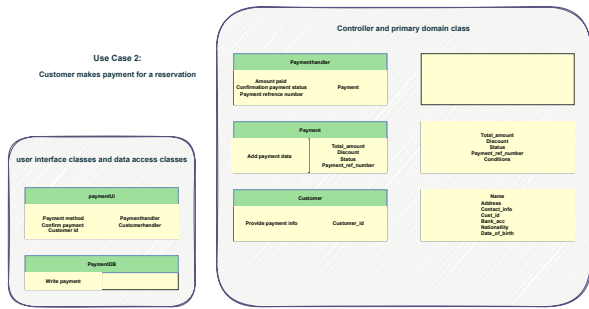 Controller and primary domain class
Use Case 2:
Customer makes payment for a reservation
Paymenthandler
Amount paid
Confirmation payment status
Payment refrence number
Payment
Payment
Add payment data
Total_amount
Discount
Status
Payment_ref_number
Total_amount
Discount
Status
Payment_ref_number
Conditions
Customer
Provide payment info
Customer_id
Name
Address
Contact_info
Cust_id
Bank_acc
Nationality
Date_of_birth
user interface classes and data access classes
paymentUi
Payment method
Confirm payment
Customer id
Paymenthandler
Customerhandler
PaymentDB
Write payment